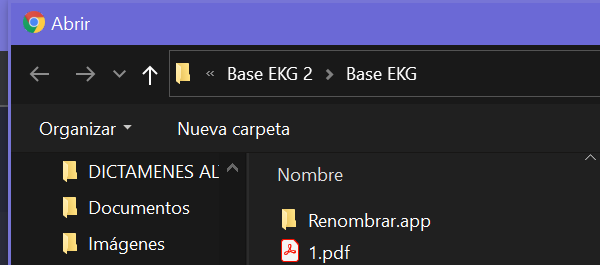 Abrir
« Base EKG 2 > Base EKG
Organizar Nueva carpeta
DICTAMENES AL
Documentos
Imágenes
Nombre
Renombrar.app
1.pdf